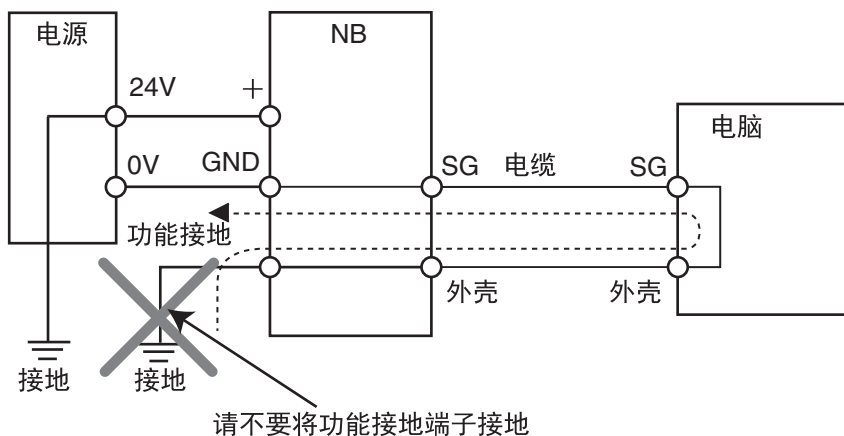 电源
NB
24V
+
电脑
0V
GND
SG
电缆
SG
功能接地
外壳
外壳
接地
接地
请不要将功能接地端子接地